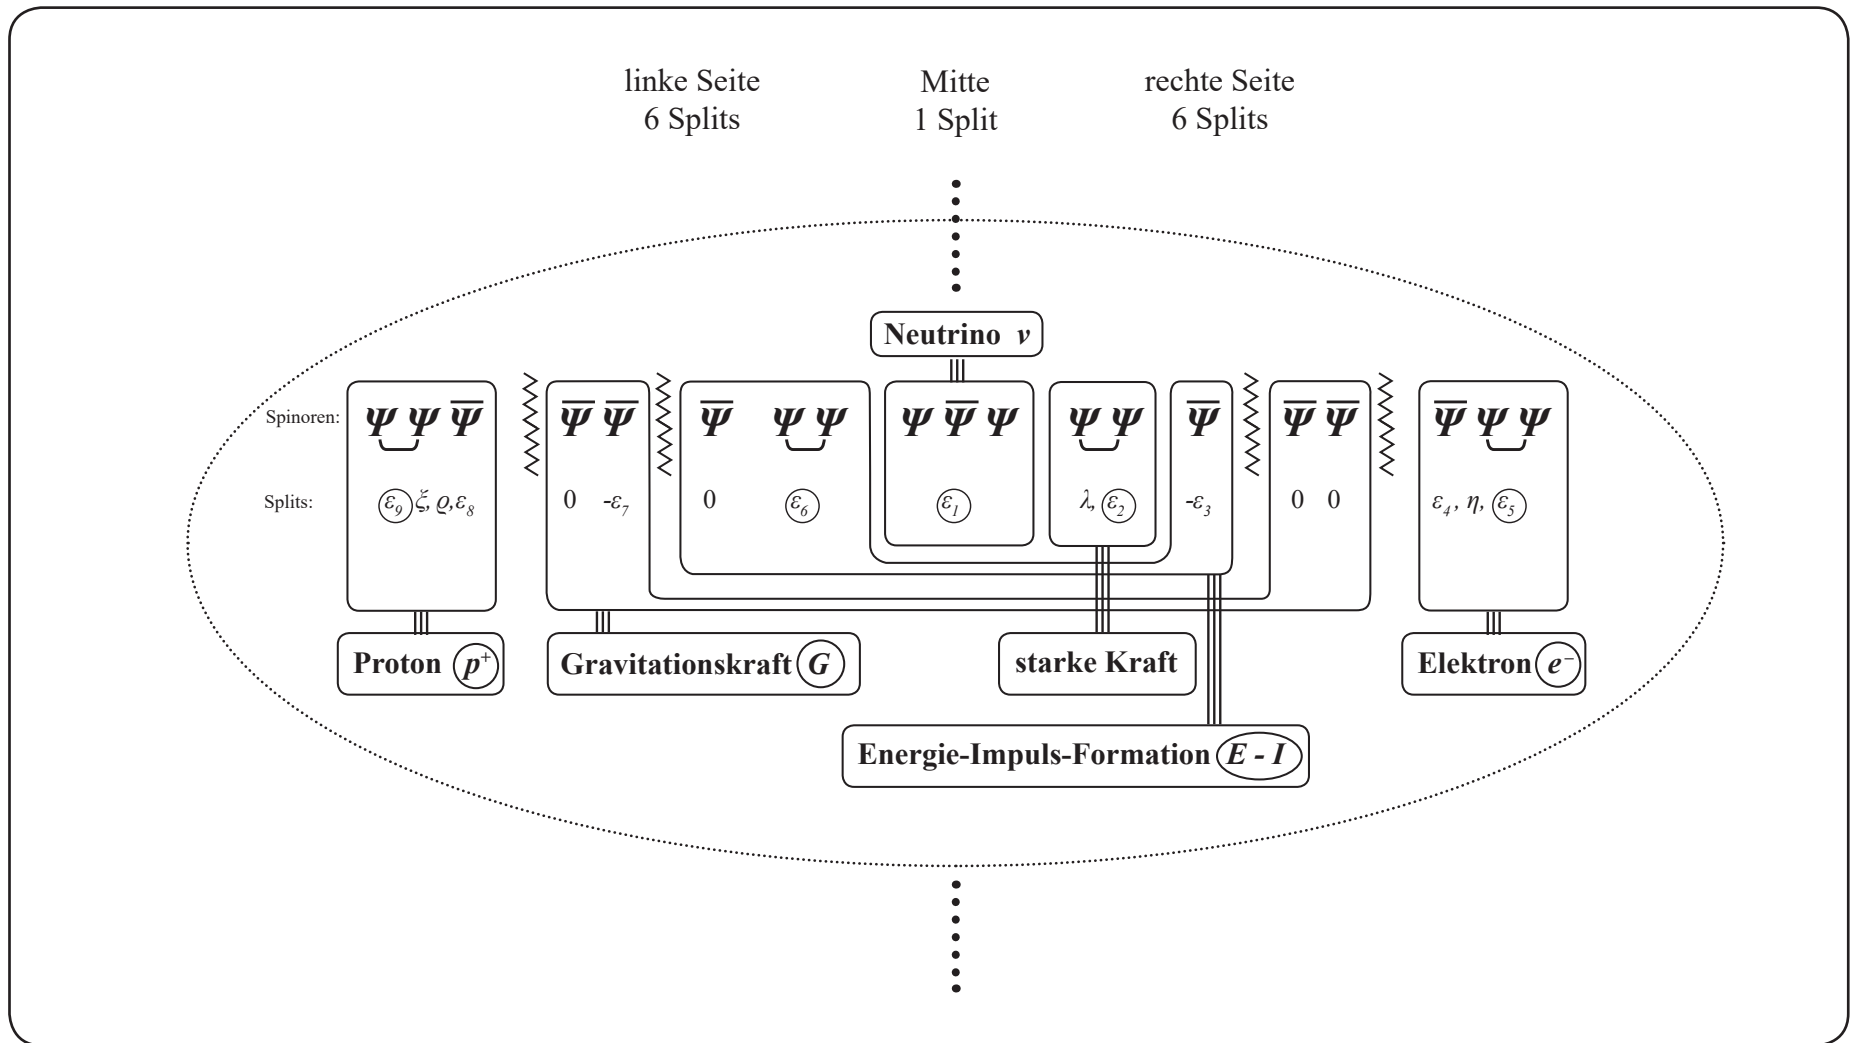 linke Seite Mitte rechte Seite
6 Splits 1 Split 6 Splits
Neutrino ν
Spinoren: Ψ Ψ Ψ̅ Ψ̅ Ψ̅ Ψ̅ Ψ Ψ Ψ Ψ̅ Ψ Ψ Ψ Ψ̅ Ψ̅ Ψ̅ Ψ̅ Ψ Ψ
Splits: ε₉ ξ, ϱ, ε₈ 0 -ε₇ 0 ε₆ ε₁ λ, ε₂ -ε₃ 0 0 ε₄, η, ε₅
Proton p⁺ Gravitationskraft G starke Kraft Elektron e⁻
Energie-Impuls-Formation E - I